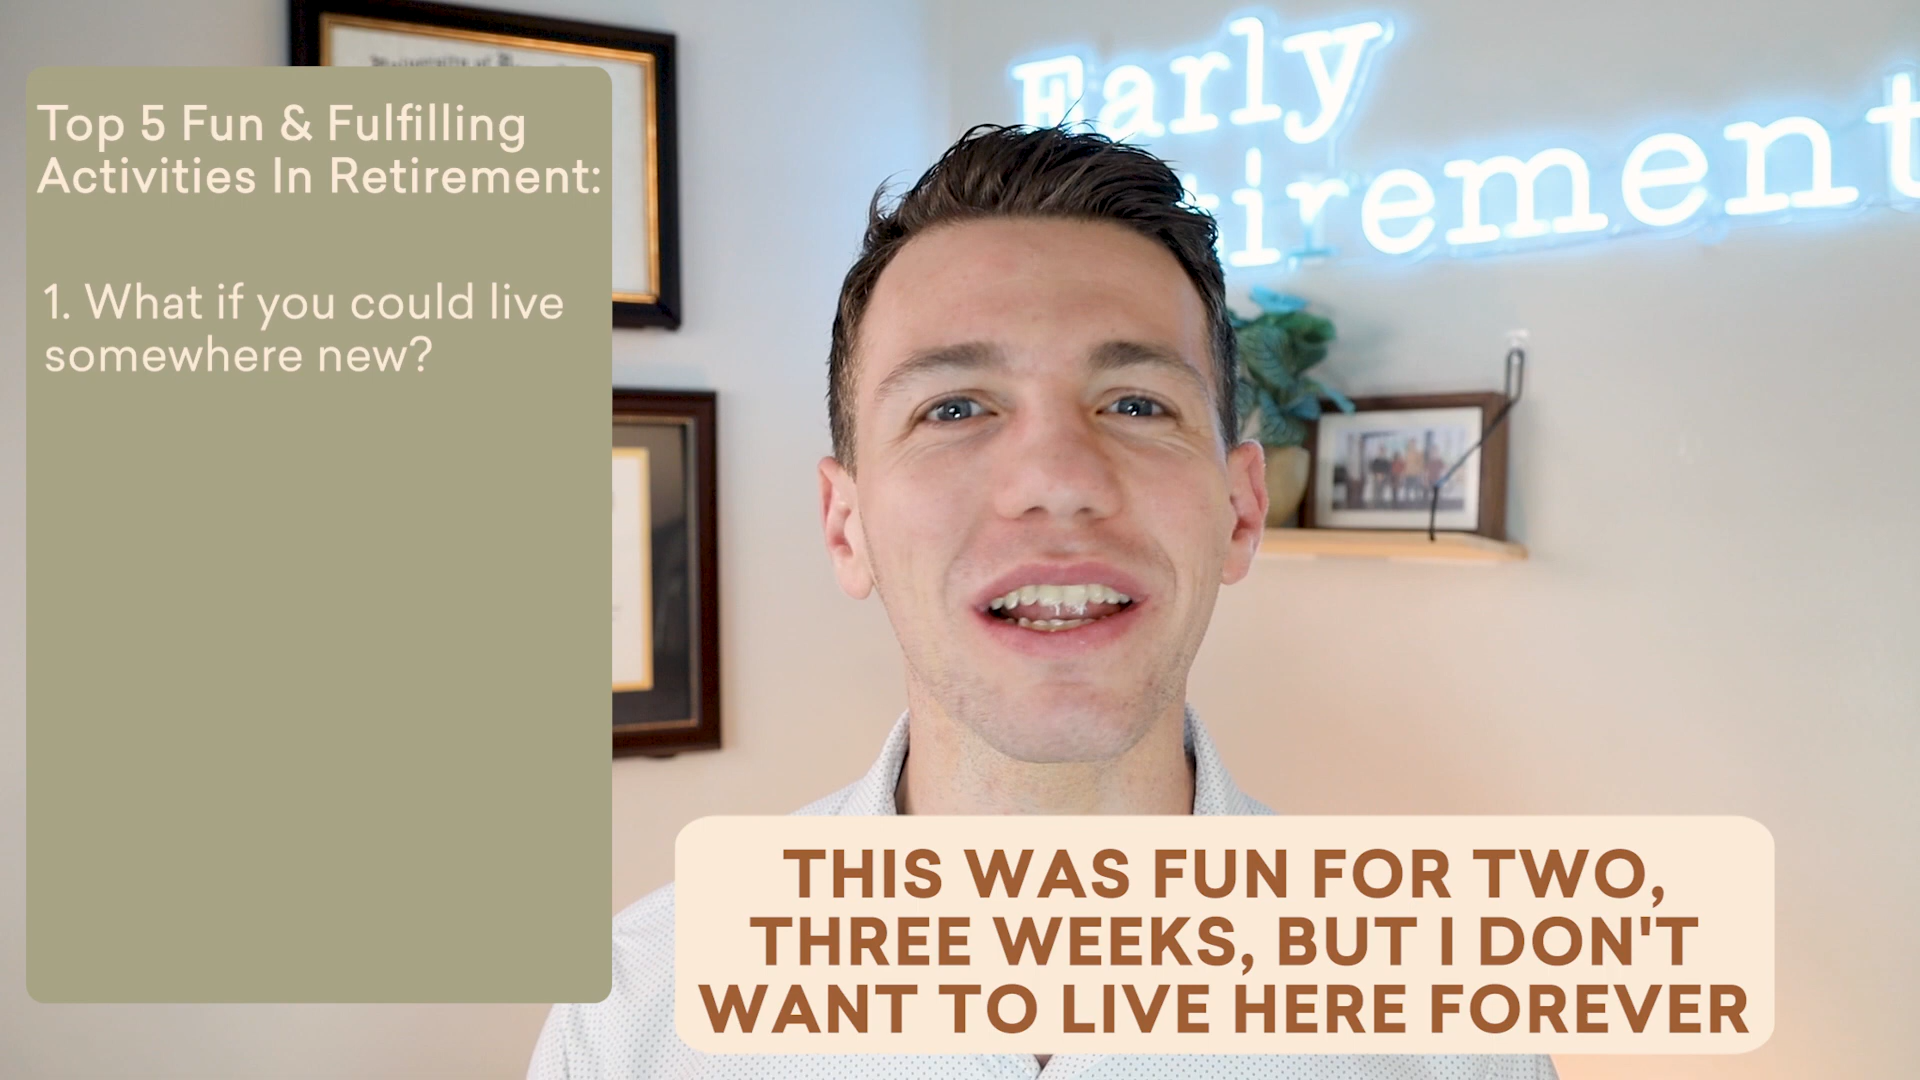 Top 5 Fun & Fulfilling
Activities In Retirement:
1. What if you could live
somewhere new?
Early
tirement
THIS WAS FUN FOR TWO,
THREE WEEKS, BUT I DON'T
WANT TO LIVE HERE FOREVER